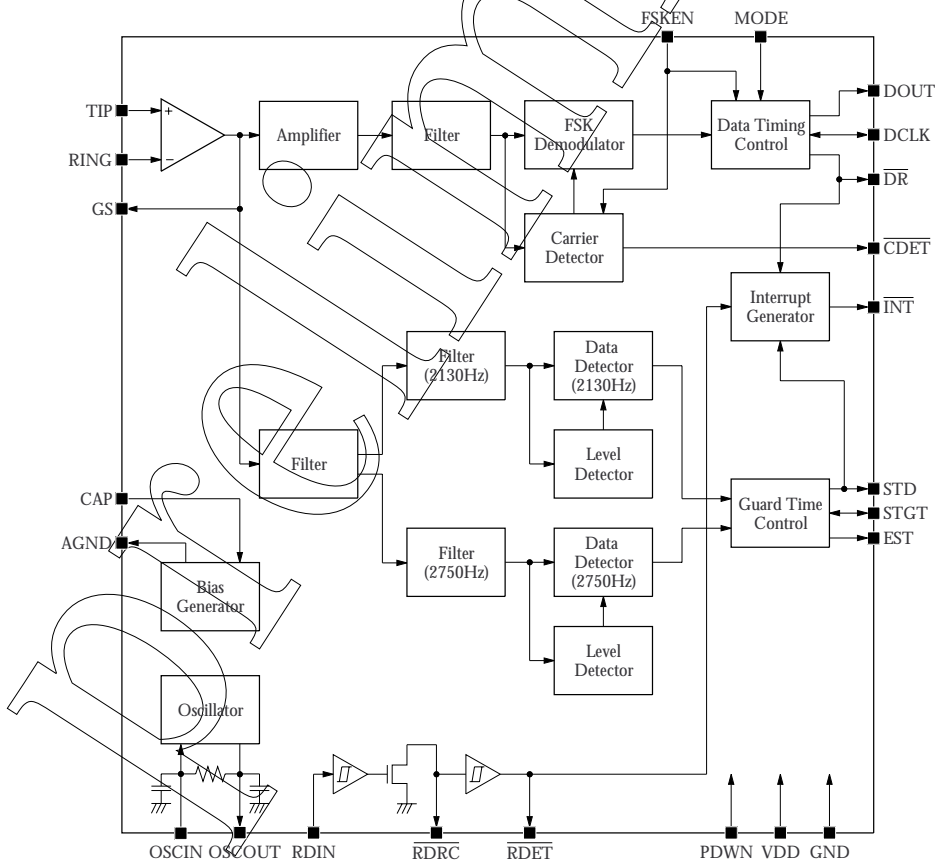 FSKEN MODE
TIP
RING
GS
CAP
AGND
+
−
Amplifier
Filter
FSK
Demodulator
Data Timing
Control
DOUT
DCLK
DR
CDET
INT
Carrier
Detector
Interrupt
Generator
Filter
(2130Hz)
Data
Detector
(2130Hz)
Filter
Level
Detector
Guard Time
Control
STD
STGT
EST
Filter
(2750Hz)
Data
Detector
(2750Hz)
Level
Detector
Bias
Generator
Oscillator
OSCIN OSCOUT RDIN RDRC RDET PDWN VDD GND
prelim